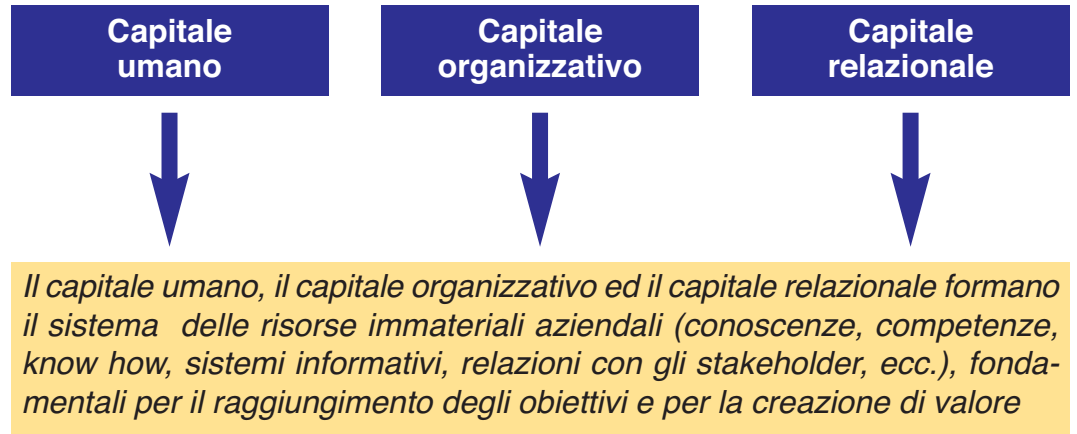 Capitale
umano
Capitale
organizzativo
Capitale
relazionale
Il capitale umano, il capitale organizzativo ed il capitale relazionale formano
il sistema delle risorse immateriali aziendali (conoscenze, competenze,
know how, sistemi informativi, relazioni con gli stakeholder, ecc.), fonda-
mentali per il raggiungimento degli obiettivi e per la creazione di valore